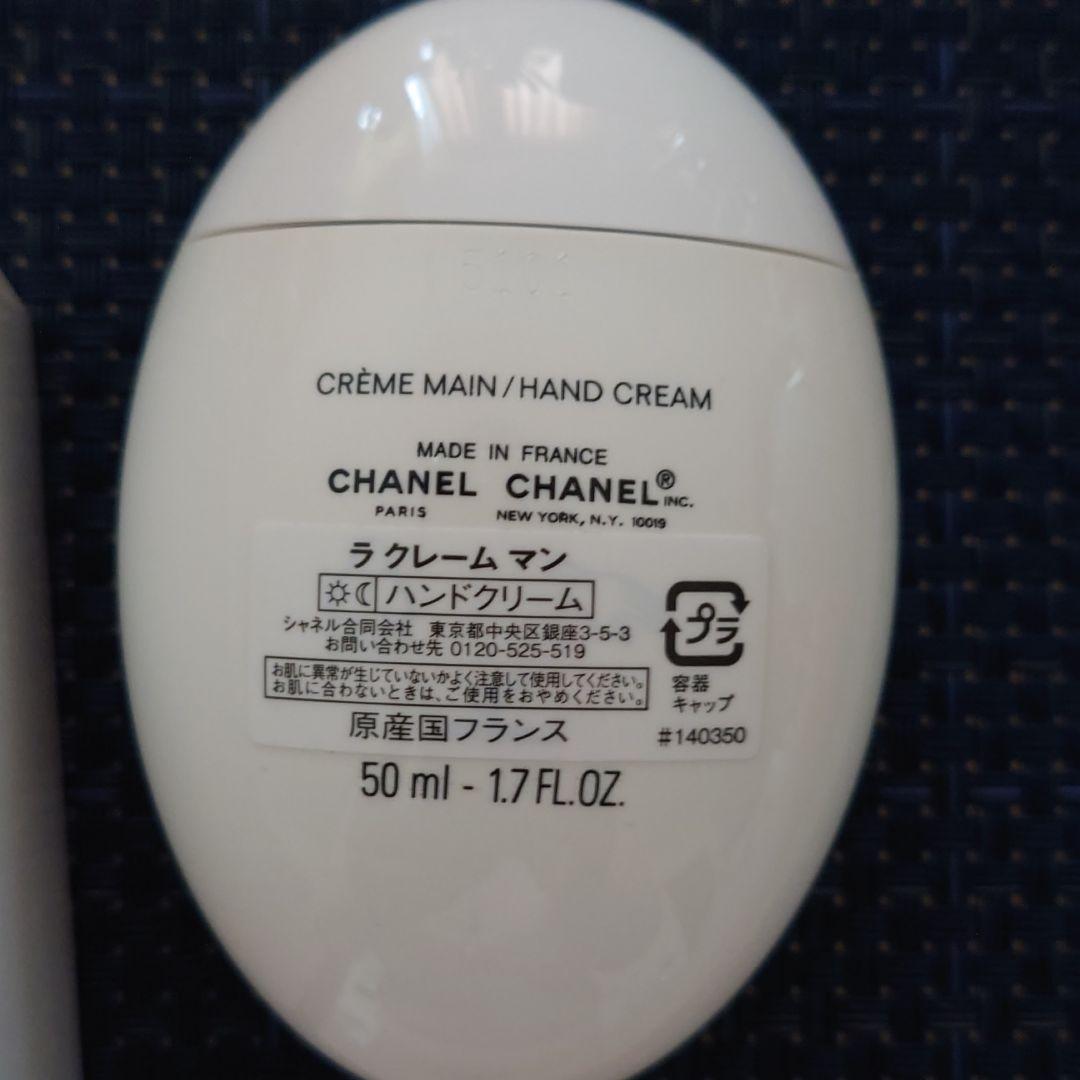 CRÈME MAIN/HAND CREAM
MADE IN FRANCE
CHANEL CHANEL® INC.
PARIS NEW YORK, N.Y. 10019
ラ クレーム マン
ハンドクリーム
シャネル合同会社 東京都中央区銀座3-5-3
お問い合わせ先 0120-525-519
お肌に異常が生じていないかよく注意して使用してください。
お肌に合わないときは、ご使用をおやめください。
原産国フランス
プラ
容器
キャップ
#140350
50 ml - 1.7 FL.OZ.